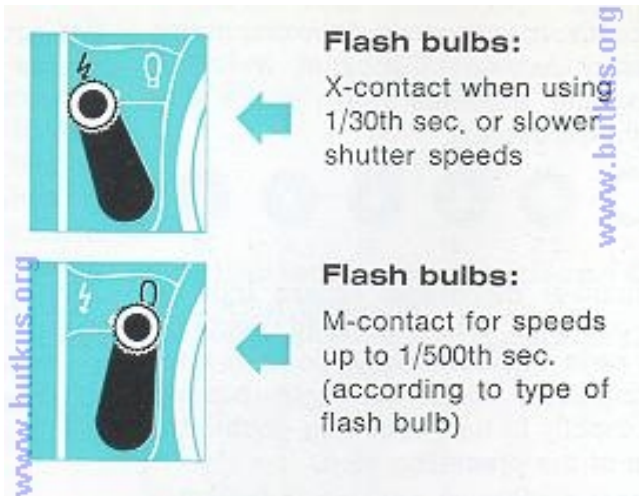 Flash bulbs:
X-contact when using
1/30th sec. or slower
shutter speeds
www.butkus.org
Flash bulbs:
M-contact for speeds
up to 1/500th sec.
(according to type of
flash bulb)
www.butkus.org